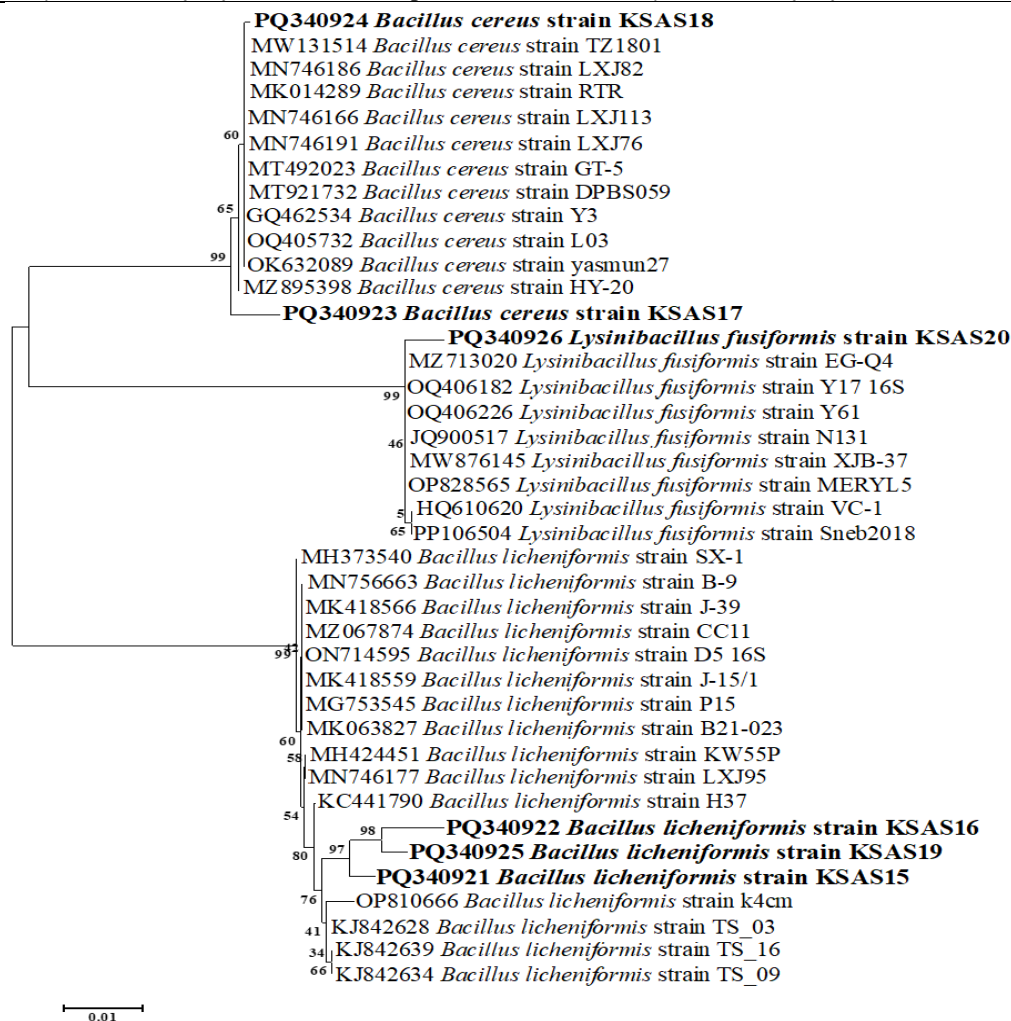 PQ340924 Bacillus cereus strain KSAS18
MW131514 Bacillus cereus strain TZ1801
MN746186 Bacillus cereus strain LXJ82
MK014289 Bacillus cereus strain RTR
MN746166 Bacillus cereus strain LXJ113
60
MN746191 Bacillus cereus strain LXJ76
MT492023 Bacillus cereus strain GT-5
MT921732 Bacillus cereus strain DPBS059
65
GQ462534 Bacillus cereus strain Y3
OQ405732 Bacillus cereus strain L03
99
OK632089 Bacillus cereus strain yasmun27
MZ895398 Bacillus cereus strain HY-20
PQ340923 Bacillus cereus strain KSAS17
PQ340926 Lysinibacillus fusiformis strain KSAS20
MZ713020 Lysinibacillus fusiformis strain EG-Q4
OQ406182 Lysinibacillus fusiformis strain Y17 16S
99
OQ406226 Lysinibacillus fusiformis strain Y61
JQ900517 Lysinibacillus fusiformis strain N131
46
MW876145 Lysinibacillus fusiformis strain XJB-37
OP828565 Lysinibacillus fusiformis strain MERYL5
HQ610620 Lysinibacillus fusiformis strain VC-1
5
PP106504 Lysinibacillus fusiformis strain Sneb2018
65
MH373540 Bacillus licheniformis strain SX-1
MN756663 Bacillus licheniformis strain B-9
MK418566 Bacillus licheniformis strain J-39
MZ067874 Bacillus licheniformis strain CC11
42
99
ON714595 Bacillus licheniformis strain D5 16S
MK418559 Bacillus licheniformis strain J-15/1
MG753545 Bacillus licheniformis strain P15
MK063827 Bacillus licheniformis strain B21-023
60
MH424451 Bacillus licheniformis strain KW55P
58
MN746177 Bacillus licheniformis strain LXJ95
KC441790 Bacillus licheniformis strain H37
54
PQ340922 Bacillus licheniformis strain KSAS16
98
PQ340925 Bacillus licheniformis strain KSAS19
97
80
PQ340921 Bacillus licheniformis strain KSAS15
76
OP810666 Bacillus licheniformis strain k4cm
KJ842628 Bacillus licheniformis strain TS_03
41
KJ842639 Bacillus licheniformis strain TS_16
34
KJ842634 Bacillus licheniformis strain TS_09
66
0.01